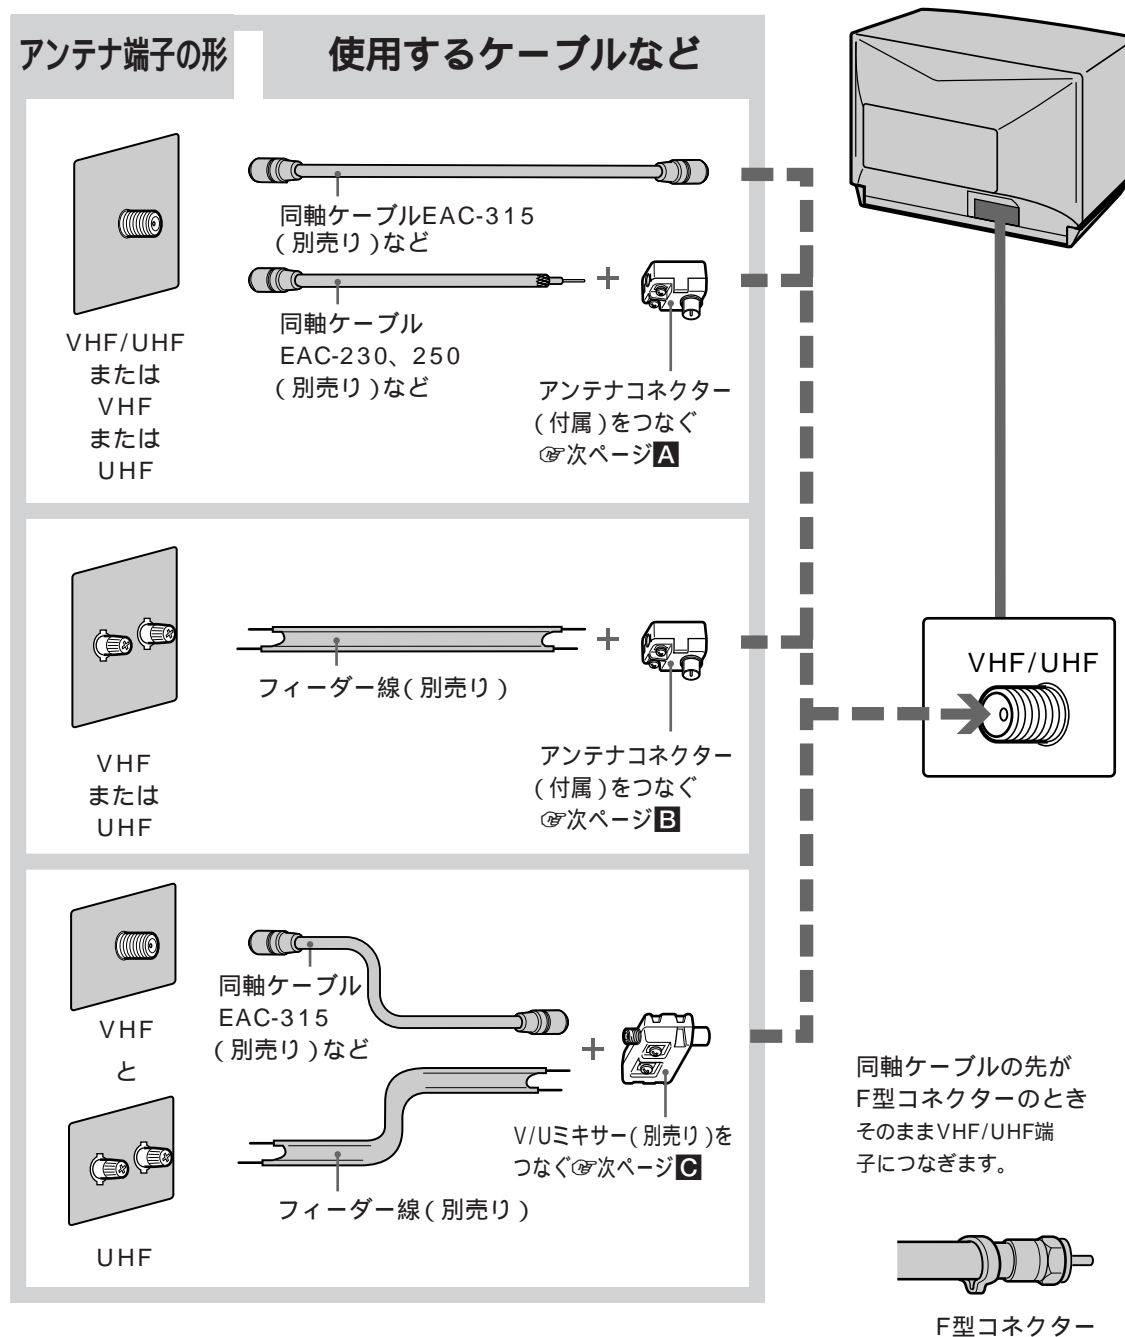 アンテナ端子の形
使用するケーブルなど
VHF/UHF
または
VHF
または
UHF
同軸ケーブルEAC-315
(別売り)など
同軸ケーブル
EAC-230、250
(別売り)など
アンテナコネクター
(付属)をつなぐ
☞次ページA
VHF
または
UHF
フィーダー線(別売り)
アンテナコネクター
(付属)をつなぐ
☞次ページB
VHF
と
UHF
同軸ケーブル
EAC-315
(別売り)など
フィーダー線(別売り)
V/Uミキサー(別売り)を
つなぐ☞次ページC
VHF/UHF
同軸ケーブルの先が
F型コネクターのとき
そのままVHF/UHF端
子につなぎます。
F型コネクター